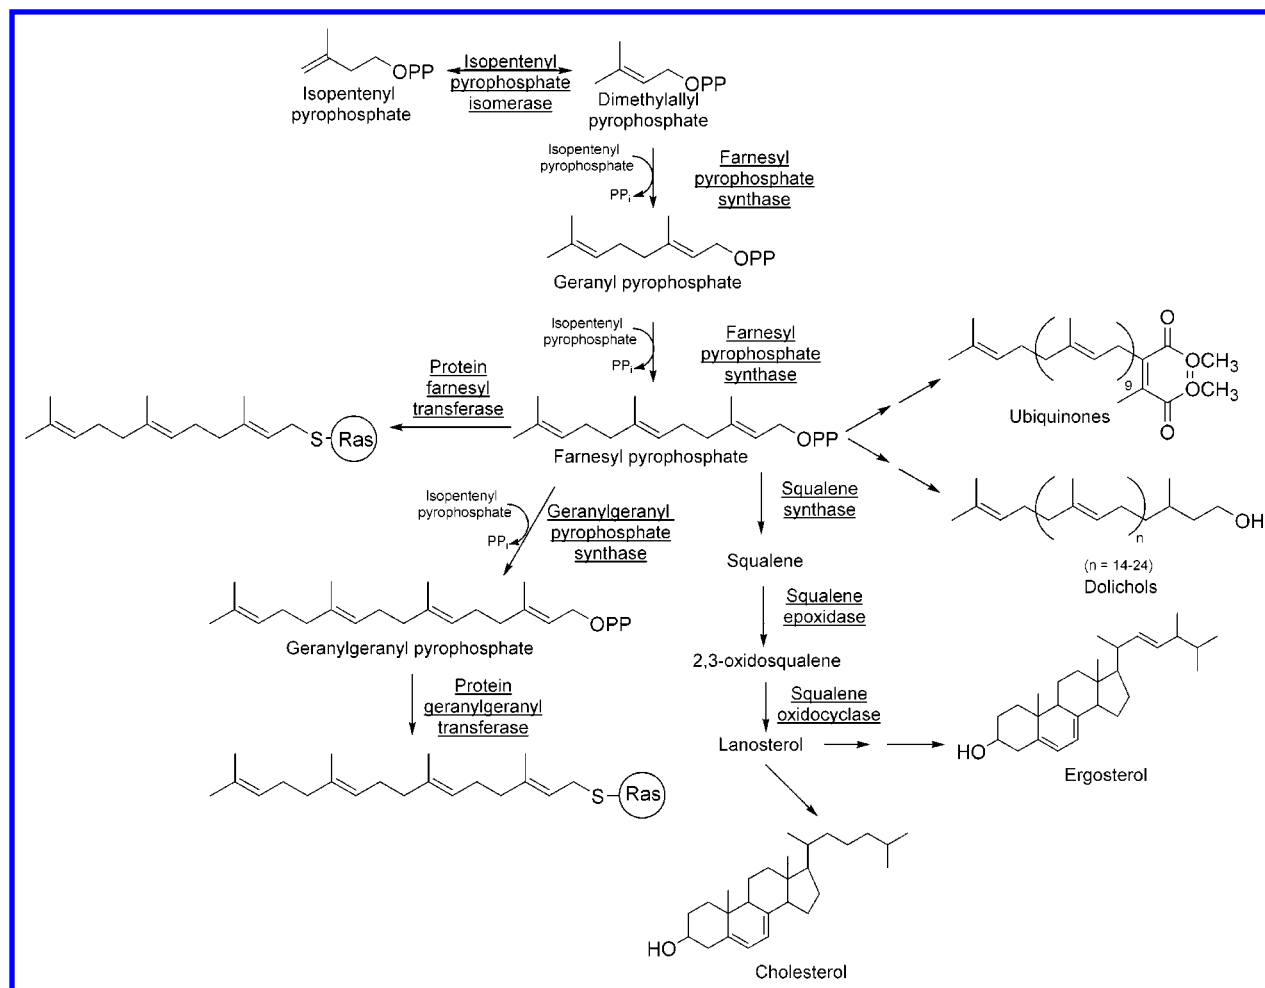 Isopentenyl
pyrophosphate
OPP
Isopentenyl
pyrophosphate
isomerase
OPP
Dimethylallyl
pyrophosphate
Isopentenyl
pyrophosphate
PPi
Farnesyl
pyrophosphate
synthase
OPP
Geranyl pyrophosphate
Isopentenyl
pyrophosphate
PPi
Farnesyl
pyrophosphate
synthase
O
OCH3
OCH3
O
9
Ubiquinones
Protein
farnesyl
transferase
S
Ras
OPP
Farnesyl pyrophosphate
Isopentenyl
pyrophosphate
PPi
Geranylgeranyl
pyrophosphate
synthase
Squalene
synthase
OH
n
(n = 14-24)
Dolichols
Squalene
OPP
Geranylgeranyl pyrophosphate
Squalene
epoxidase
2,3-oxidosqualene
Protein
geranylgeranyl
transferase
Squalene
oxidocyclase
Lanosterol
HO
Ergosterol
S
Ras
HO
Cholesterol